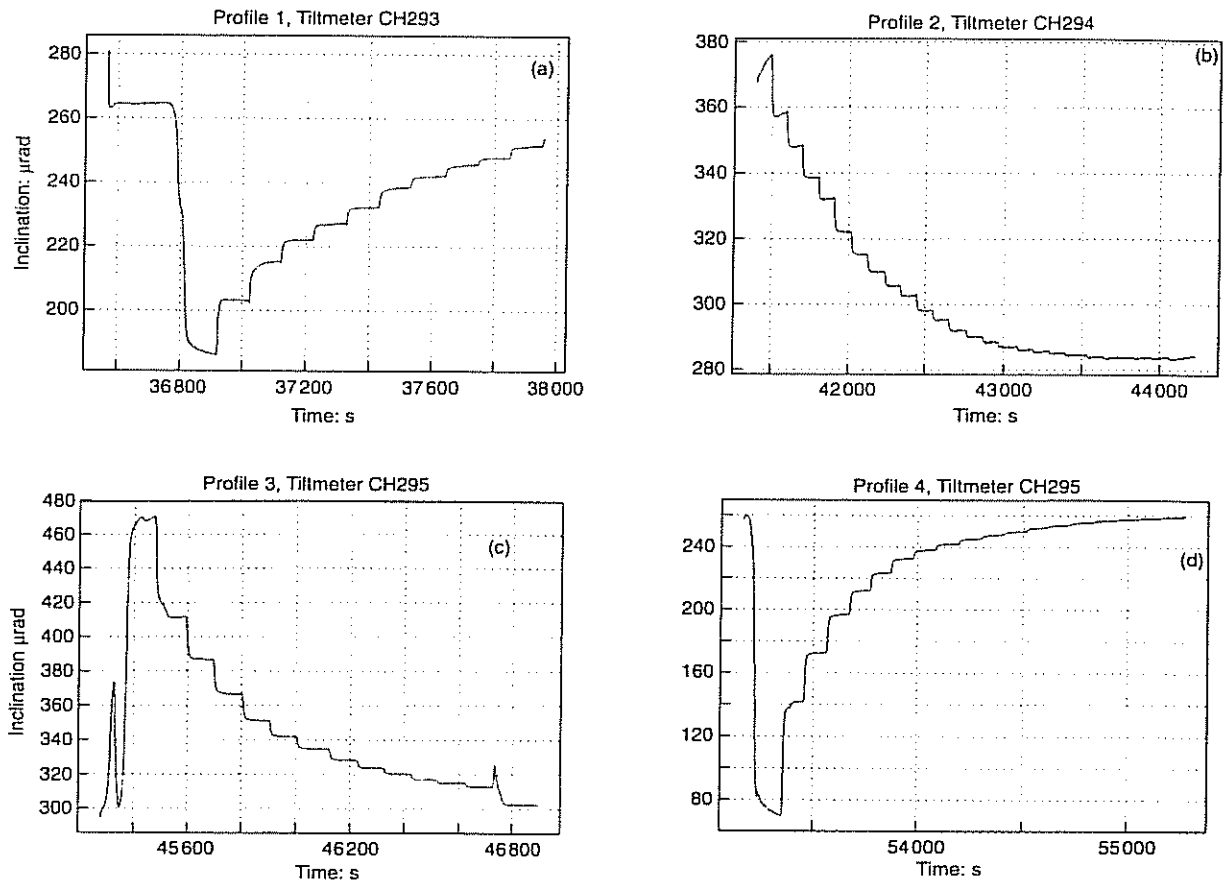 Profile 1, Tiltmeter CH293
(a)
Inclination: μrad
280
260
240
220
200
36800
37200
37600
38000
Time: s
Profile 2, Tiltmeter CH294
(b)
380
360
340
320
300
280
42000
43000
44000
Time: s
Profile 3, Tiltmeter CH295
(c)
Inclination μrad
480
460
440
420
400
380
360
340
320
300
45600
46200
46800
Time: s
Profile 4, Tiltmeter CH295
(d)
240
200
160
120
80
54000
55000
Time: s